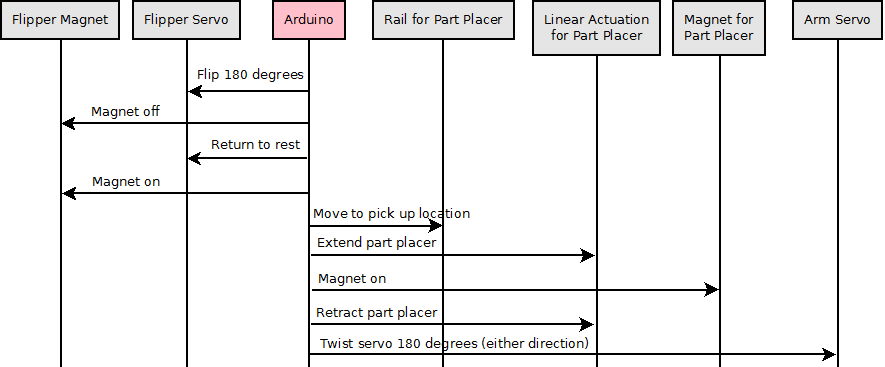 Flipper Magnet
Flipper Servo
Arduino
Rail for Part Placer
Linear Actuation
for Part Placer
Magnet for
Part Placer
Arm Servo
Flip 180 degrees
Magnet off
Return to rest
Magnet on
Move to pick up location
Extend part placer
Magnet on
Retract part placer
Twist servo 180 degrees (either direction)